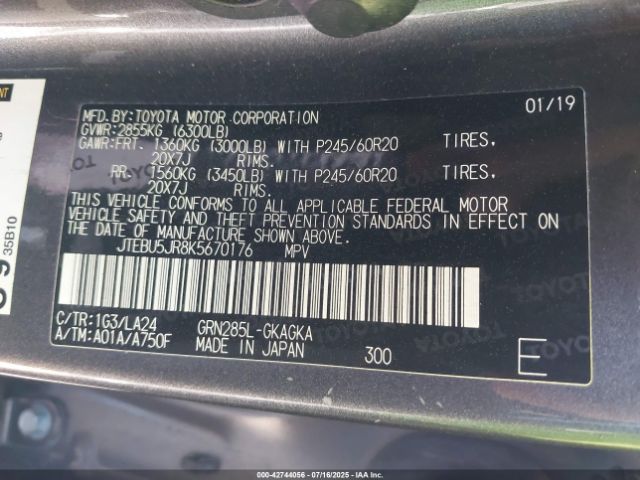 MFD.BY:TOYOTA MOTOR CORPORATION 01/19
GVWR:2855KG (6300LB)
GAWR:FRT. 1360KG (3000LB) WITH P245/60R20 TIRES,
20X7J RIMS.
RR. 1560KG (3450LB) WITH P245/60R20 TIRES,
20X7J RIMS.
THIS VEHICLE CONFORMS TO ALL APPLICABLE FEDERAL MOTOR
VEHICLE SAFETY AND THEFT PREVENTION STANDARDS IN EFFECT ON
THE DATE OF MANUFACTURE SHOWN ABOVE.
JTEBU5JR8K5670176 MPV
C/TR:1G3/LA24 GRN285L-GKAGKA
A/TM:A01A/A750F MADE IN JAPAN 300 E
35B10
000-42744056 | 07/16/2025 | IAA, Inc. | Copyright